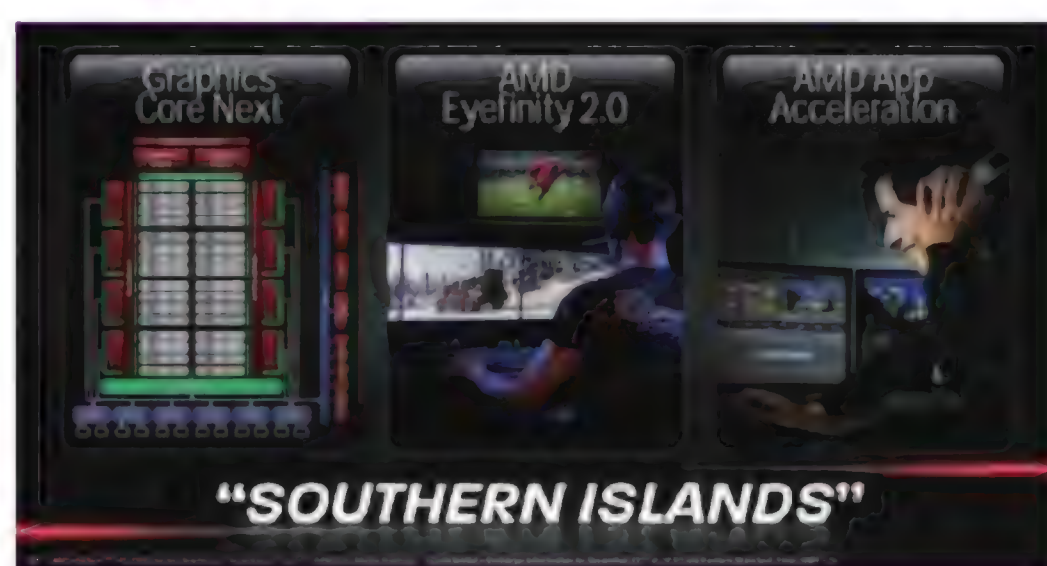 Graphics
Core Next
AMD
Eyefinity 2.0
AMD App
Acceleration
“SOUTHERN ISLANDS”